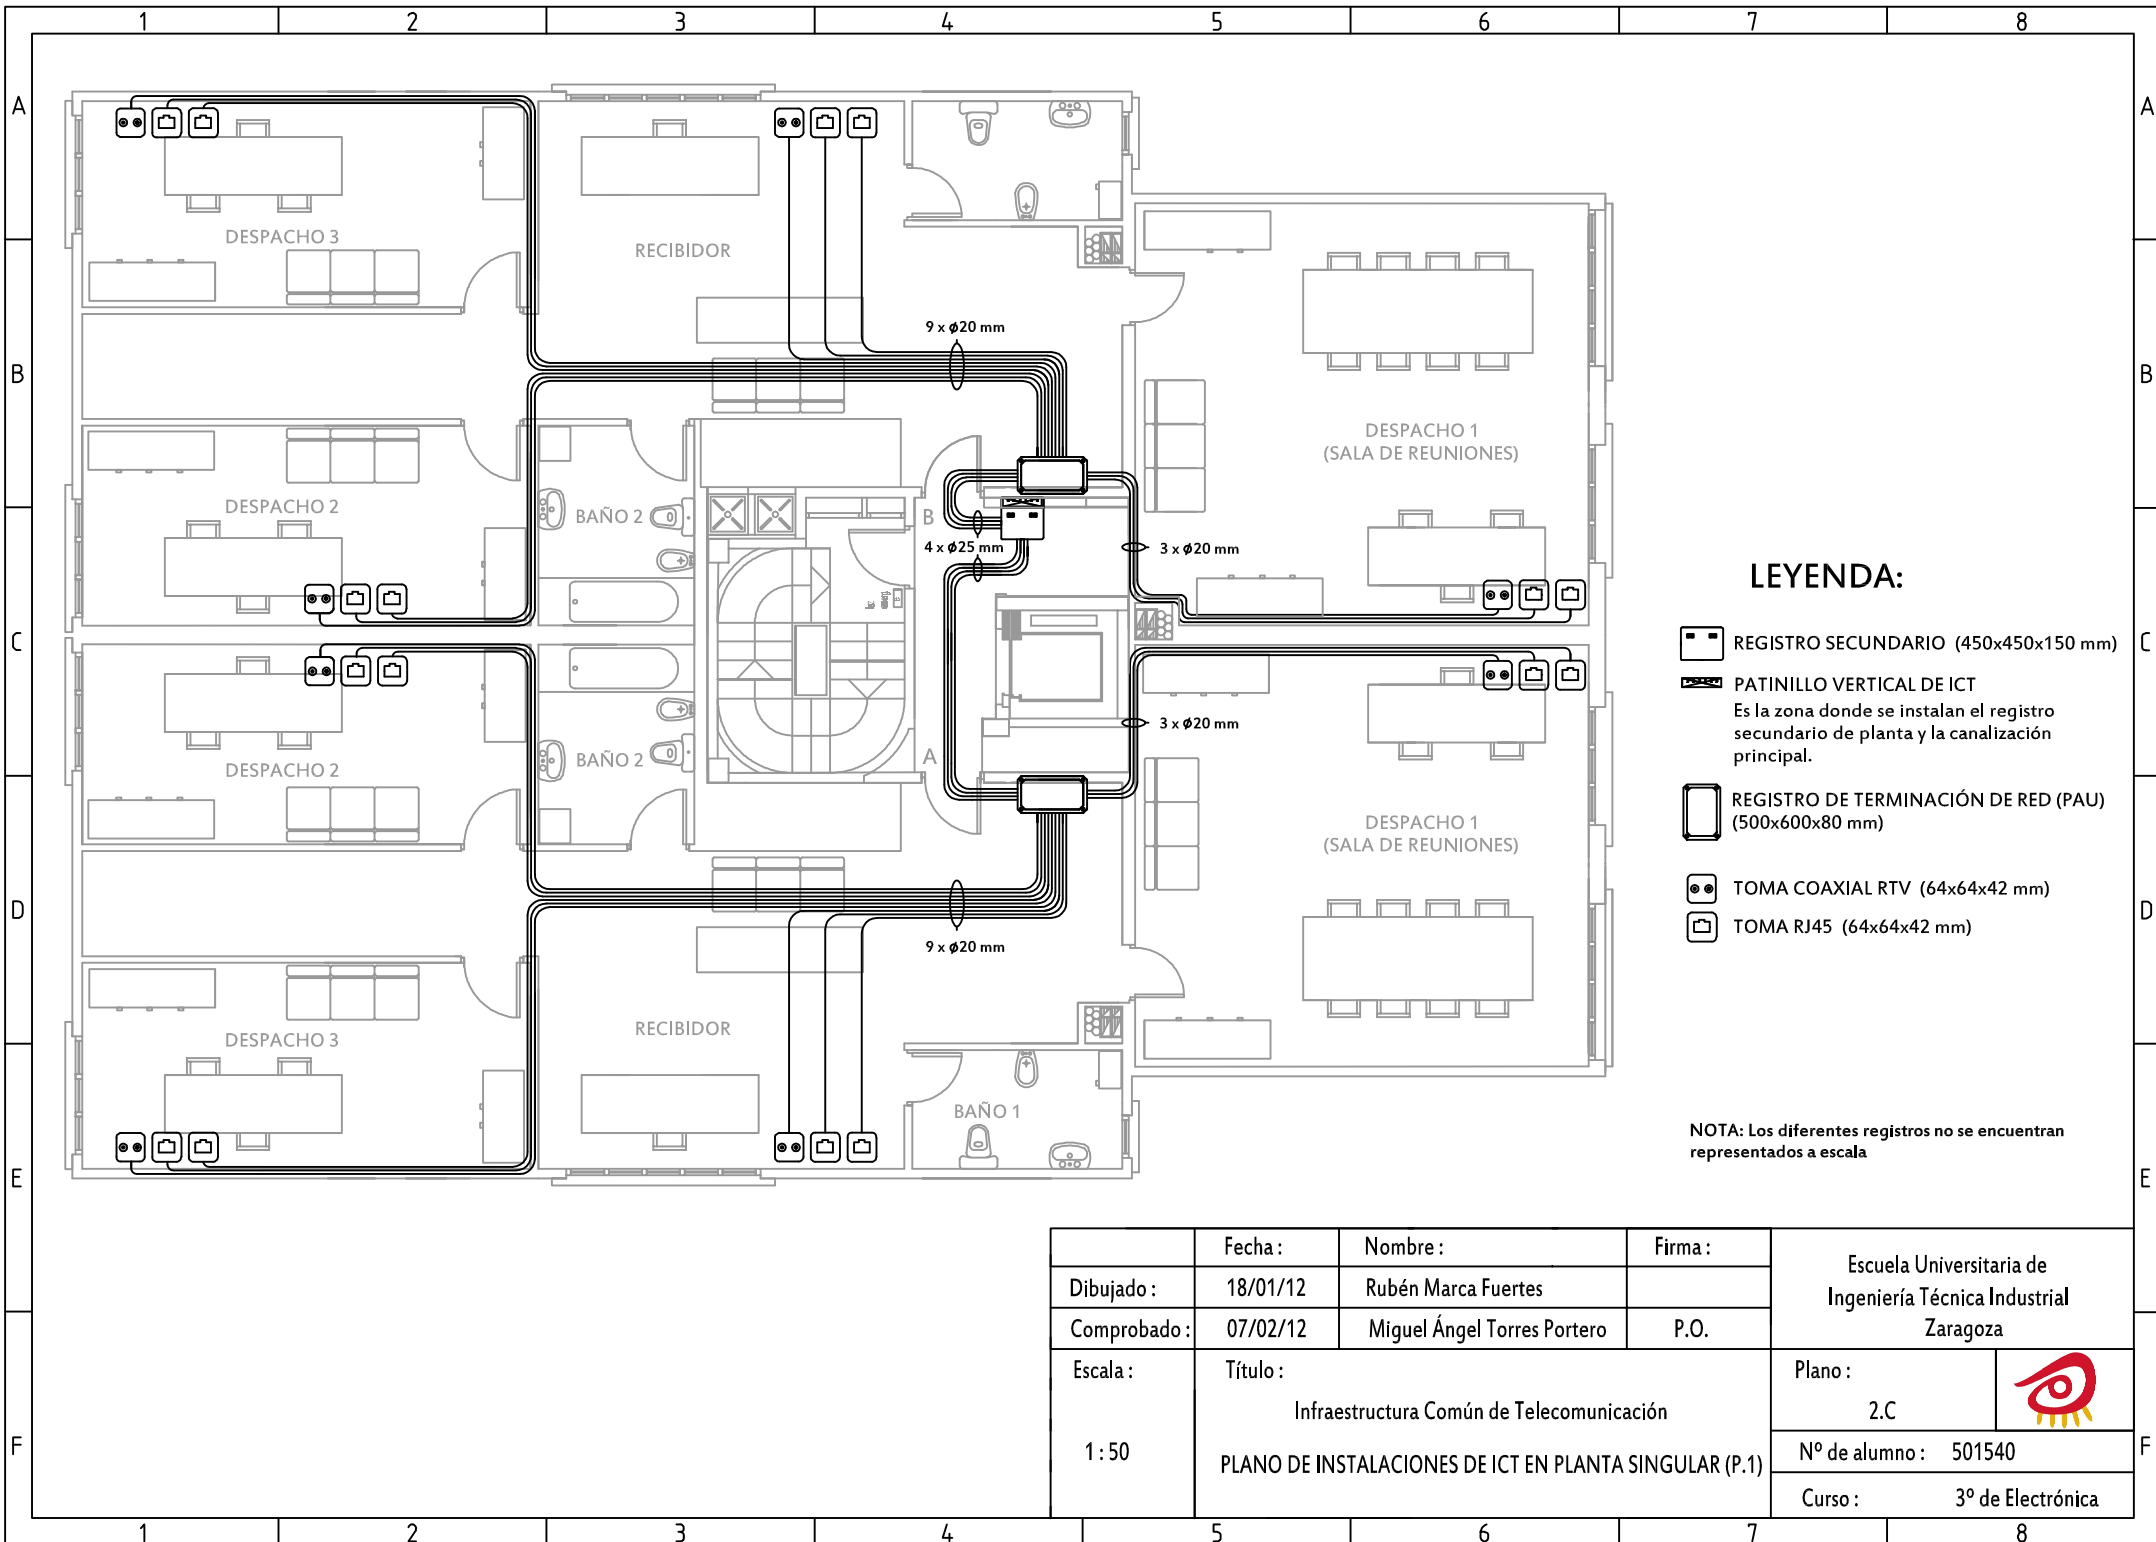 1 2 3 4 5 6 7 8
A A
DESPACHO 3
RECIBIDOR
9 x ϕ20 mm
B B
DESPACHO 1
(SALA DE REUNIONES)
DESPACHO 2
BAÑO 2
B
4 x ϕ25 mm
3 x ϕ20 mm
LEYENDA:
C C
REGISTRO SECUNDARIO (450x450x150 mm)
PATINILLO VERTICAL DE ICT
Es la zona donde se instalan el registro
secundario de planta y la canalización
principal.
3 x ϕ20 mm
DESPACHO 2
BAÑO 2
A
REGISTRO DE TERMINACIÓN DE RED (PAU)
(500x600x80 mm)
DESPACHO 1
(SALA DE REUNIONES)
TOMA COAXIAL RTV (64x64x42 mm)
D D
TOMA RJ45 (64x64x42 mm)
9 x ϕ20 mm
DESPACHO 3
RECIBIDOR
BAÑO 1
NOTA: Los diferentes registros no se encuentran
representados a escala
E E
Fecha : Nombre : Firma :
Dibujado : 18/01/12 Rubén Marca Fuertes
Comprobado : 07/02/12 Miguel Ángel Torres Portero P.O.
Escuela Universitaria de
Ingeniería Técnica Industrial
Zaragoza
Escala :
1 : 50
Título :
Infraestructura Común de Telecomunicación
PLANO DE INSTALACIONES DE ICT EN PLANTA SINGULAR (P.1)
Plano :
2.C
Nº de alumno : 501540
Curso : 3º de Electrónica
F F
1 2 3 4 5 6 7 8